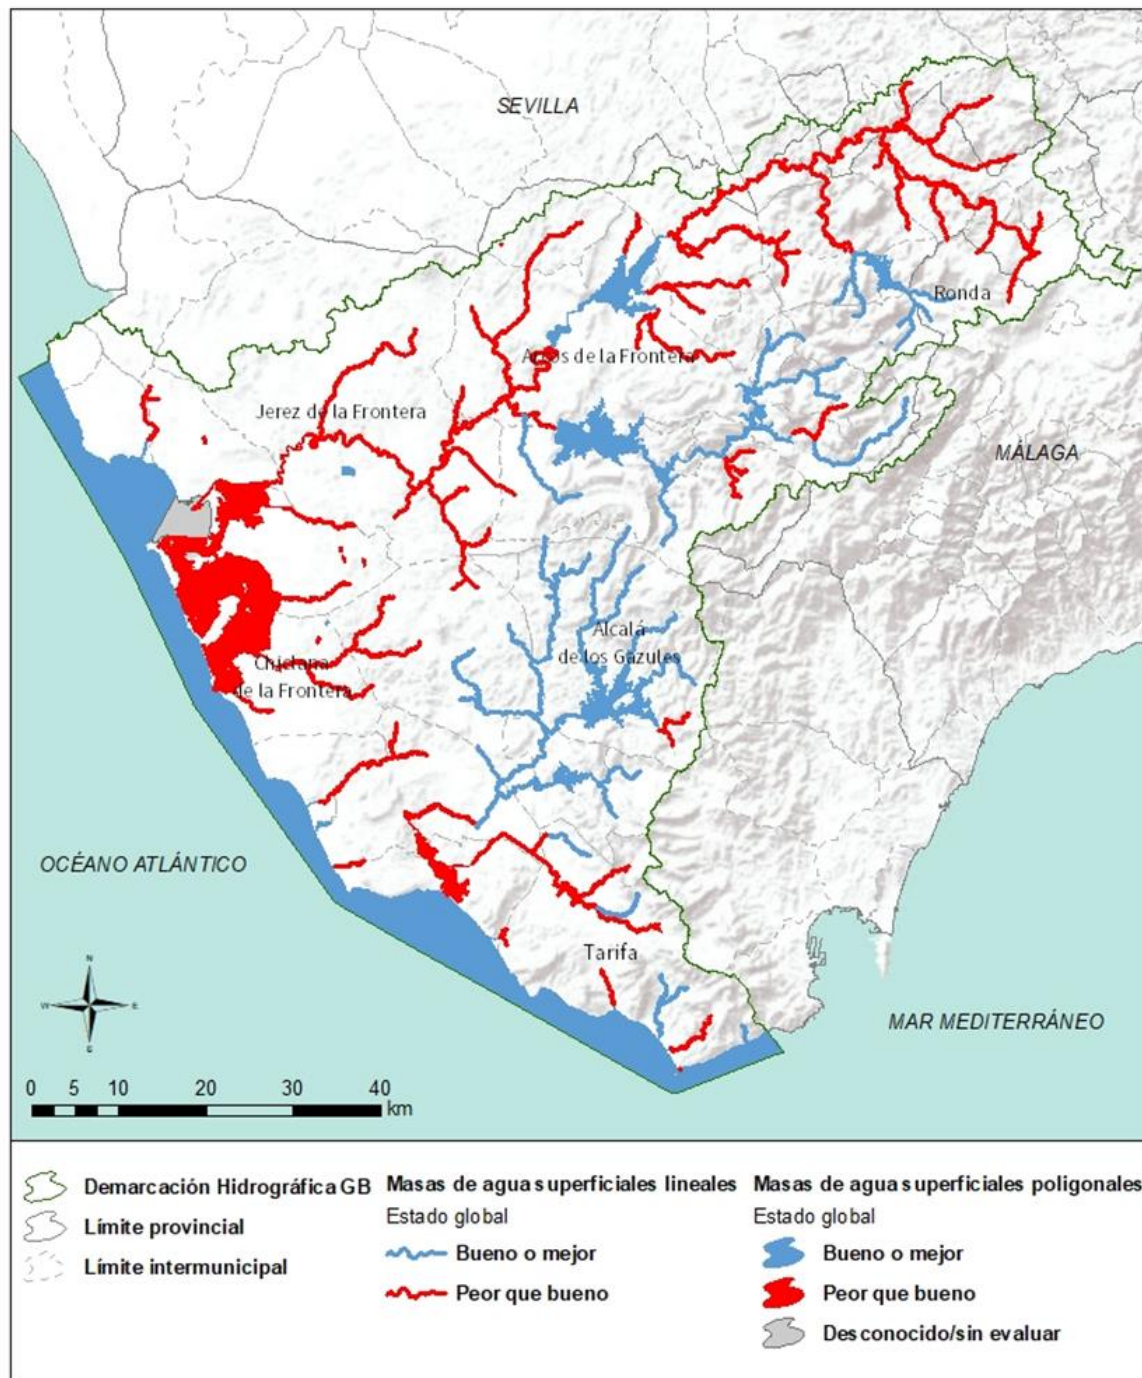 SEVILLA
Ronda
Arcos de la Frontera
Jerez de la Frontera
MÁLAGA
Alcalá
de los Gazules
Chiclana
de la Frontera
OCÉANO ATLÁNTICO
Tarifa
N
W E
S
MAR MEDITERRÁNEO
0 5 10 20 30 40
km
Demarcación Hidrográfica GB
Límite provincial
Límite intermunicipal
Masas de agua superficiales lineales
Estado global
Bueno o mejor
Peor que bueno
Masas de agua superficiales poligonales
Estado global
Bueno o mejor
Peor que bueno
Desconocido/sin evaluar